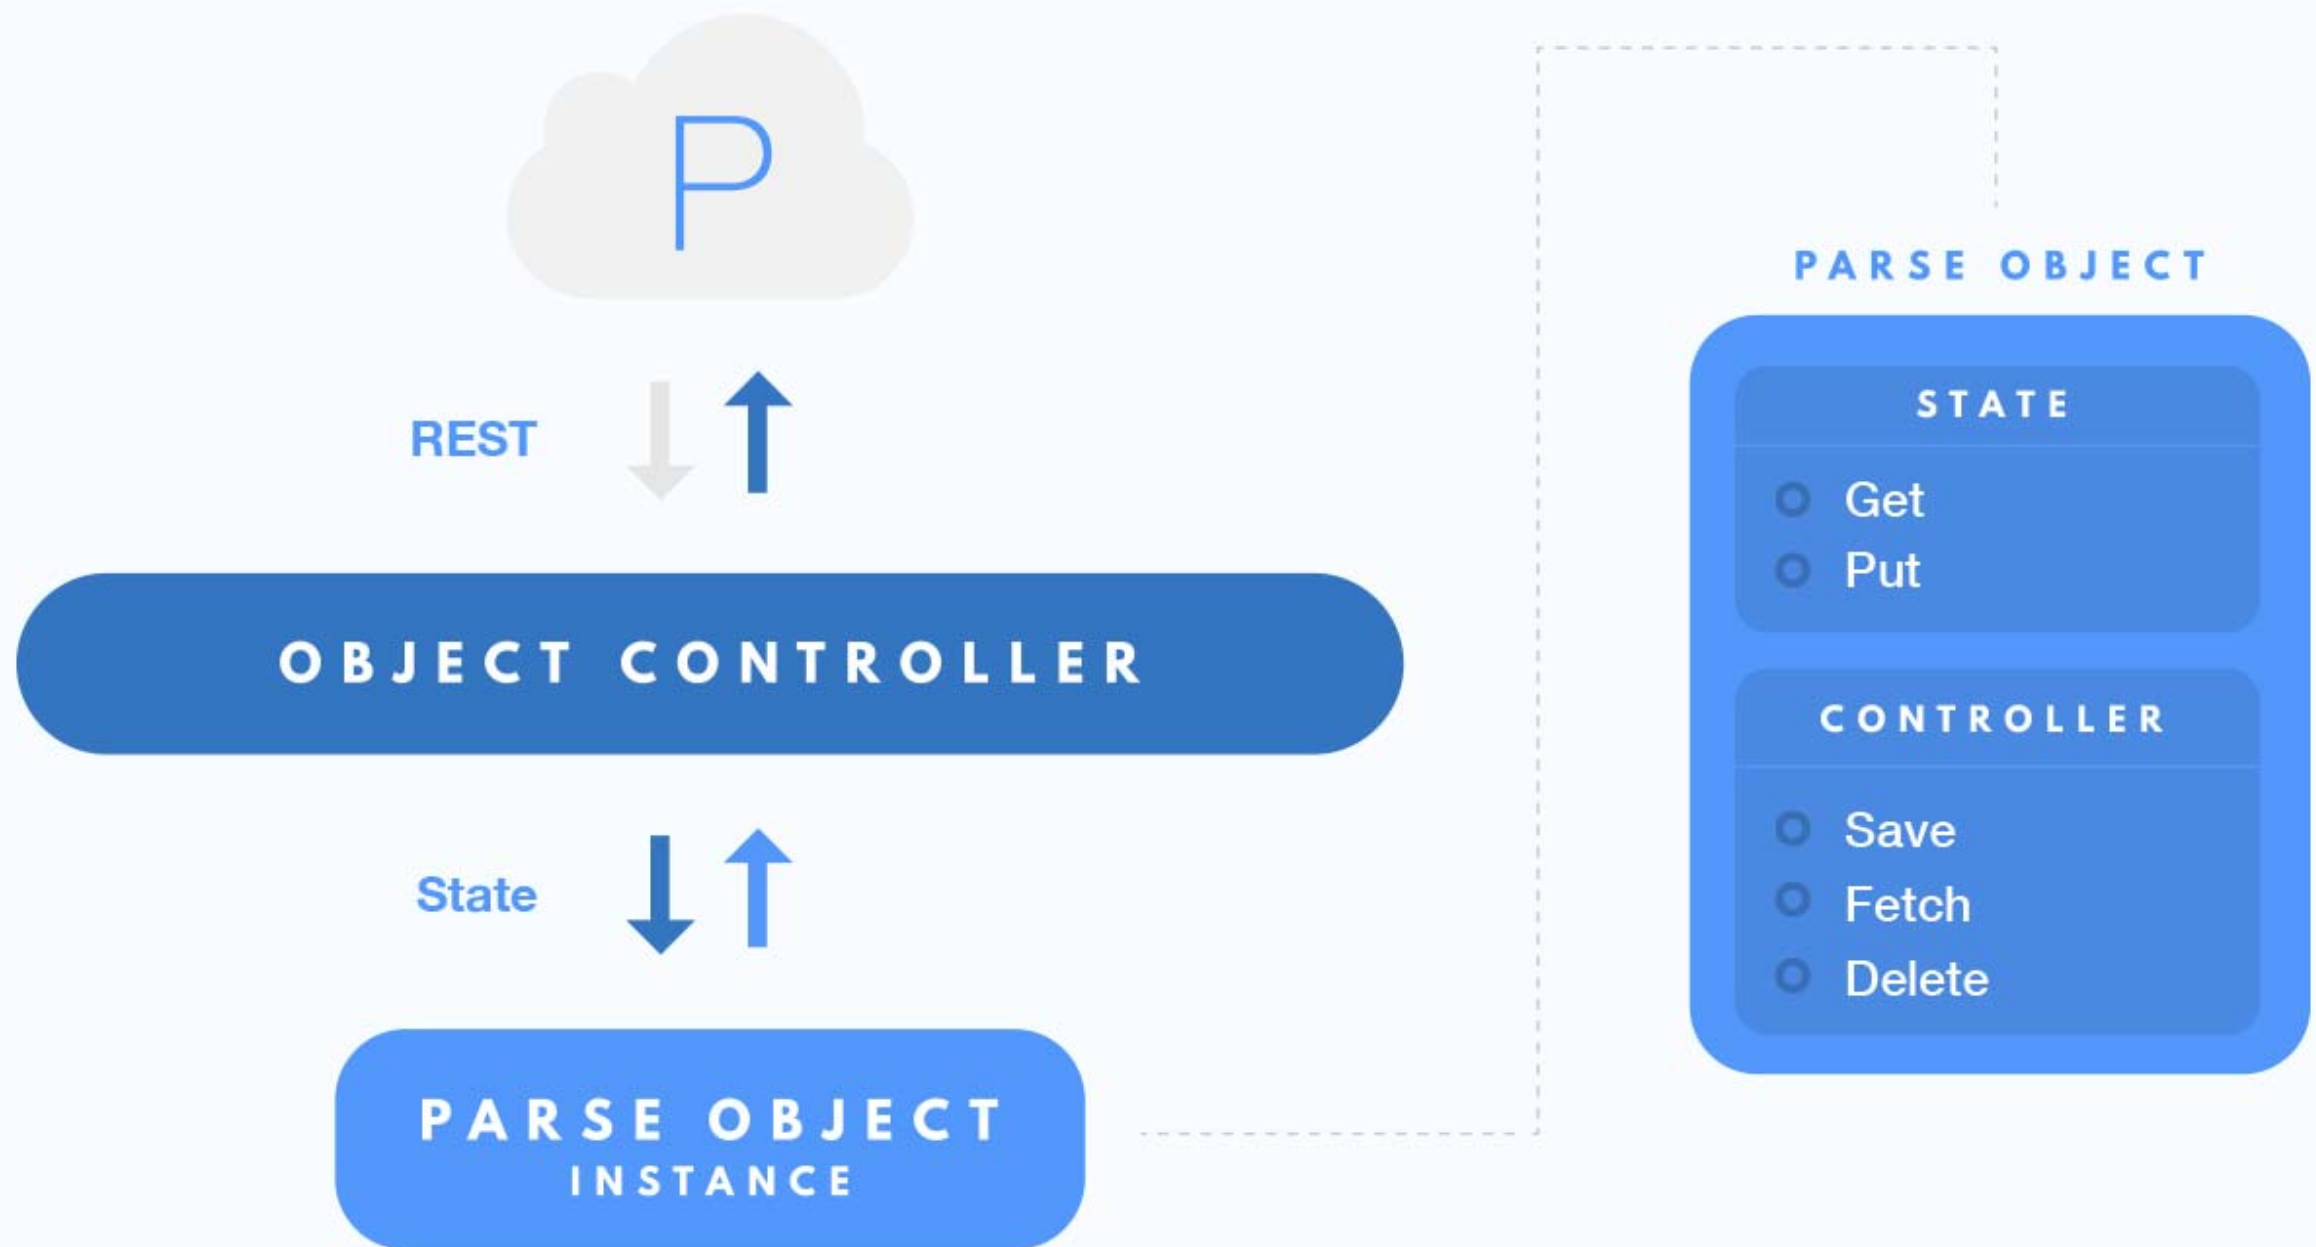 P
REST
OBJECT CONTROLLER
State
PARSE OBJECT
INSTANCE
PARSE OBJECT
STATE
Get
Put
CONTROLLER
Save
Fetch
Delete